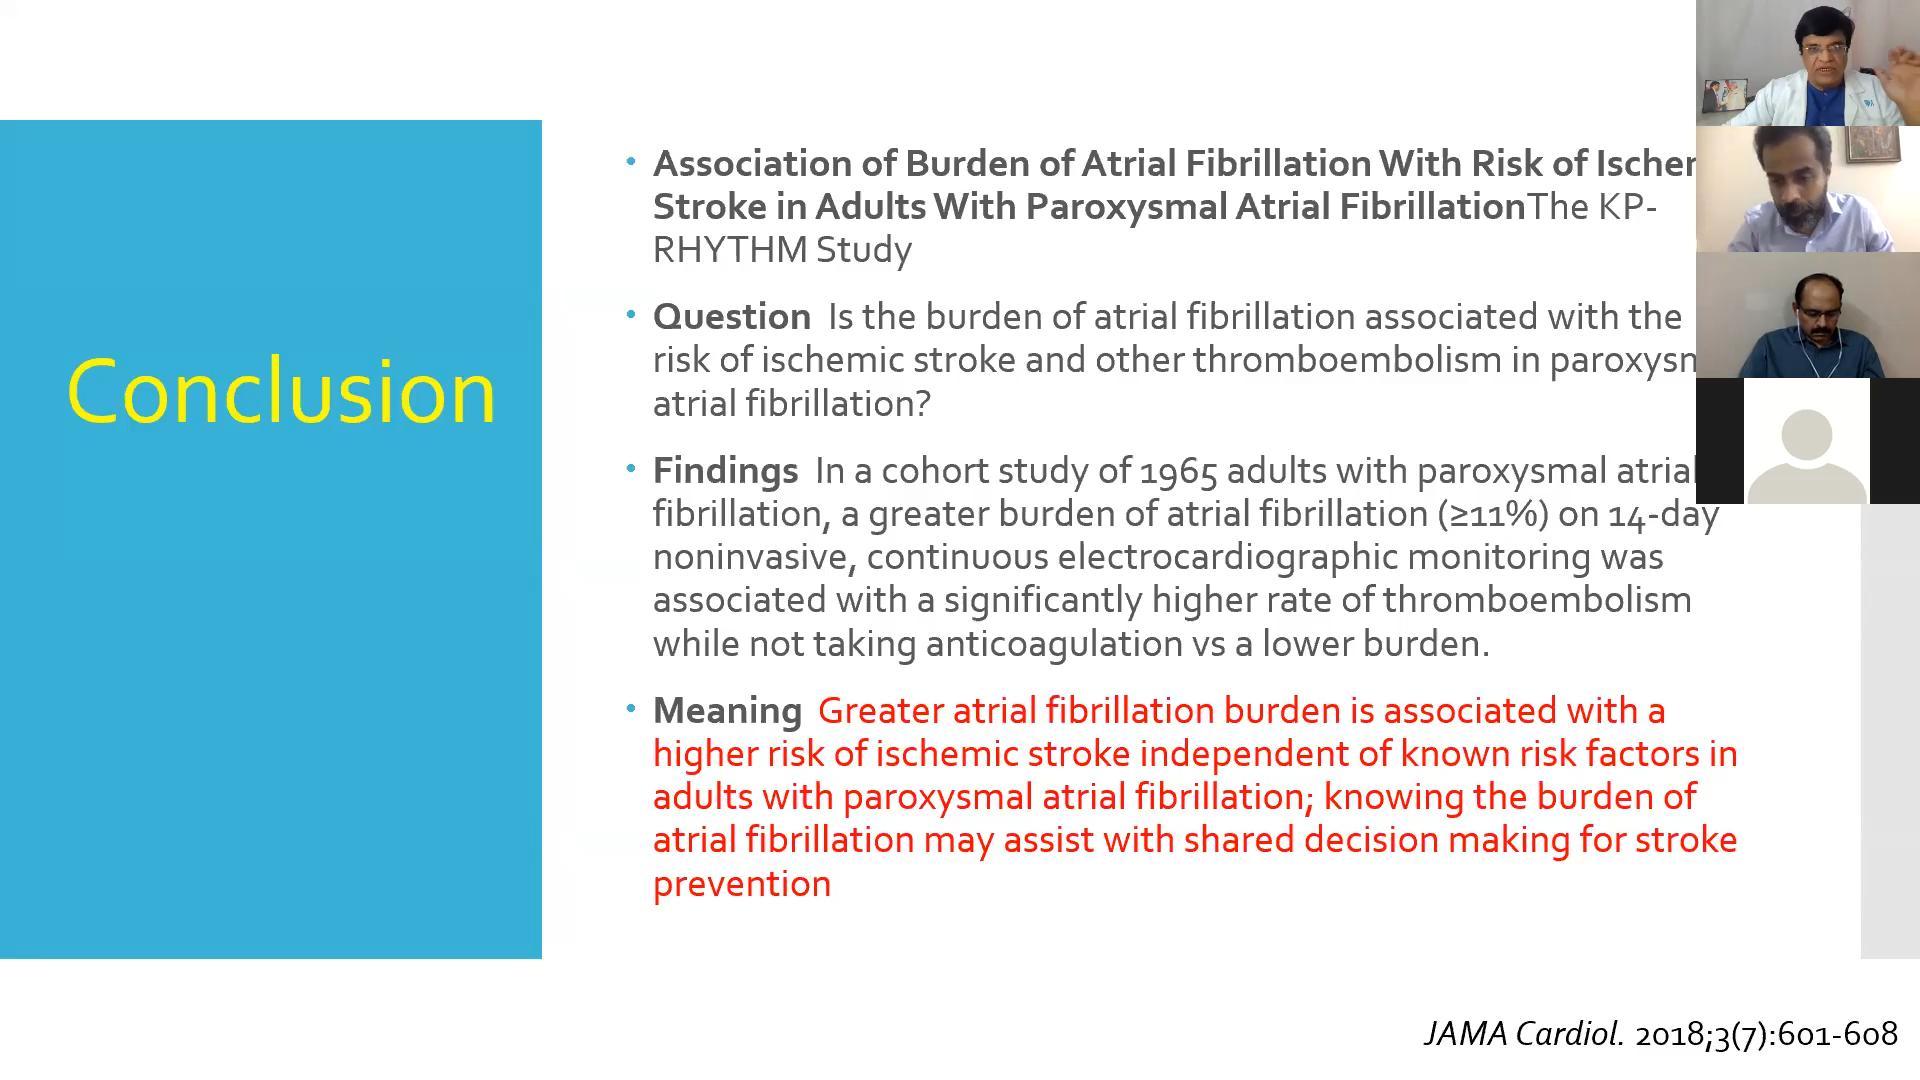 Conclusion
Association of Burden of Atrial Fibrillation With Risk of
Stroke in Adults With Paroxysmal Atrial FibrillationThe KP-
RHYTHM Study
Question Is the burden of atrial fibrillation associated with the
risk of ischemic stroke and other thromboembolism in
atrial fibrillation?
Findings In a cohort study of 1965 adults with paroxysmal atrial
fibrillation, a greater burden of atrial fibrillation (≥11%) on 14-day
noninvasive, continuous electrocardiographic monitoring was
associated with a significantly higher rate of thromboembolism
while not taking anticoagulation vs a lower burden.
Meaning Greater atrial fibrillation burden is associated with a
higher risk of ischemic stroke independent of known risk factors in
adults with paroxysmal atrial fibrillation; knowing the burden of
atrial fibrillation may assist with shared decision making for stroke
prevention
JAMA Cardiol. 2018;3(7):601-608